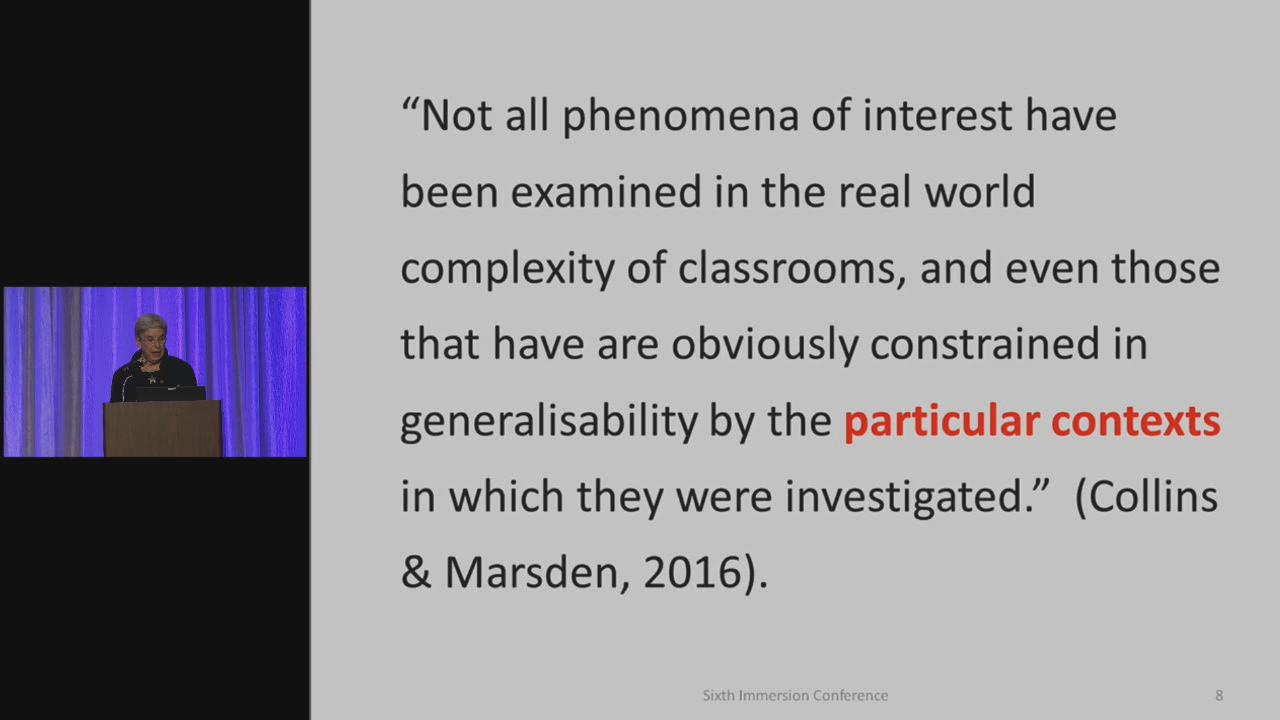 “Not all phenomena of interest have
been examined in the real world
complexity of classrooms, and even those
that have are obviously constrained in
generalisability by the particular contexts
in which they were investigated.” (Collins
& Marsden, 2016).
Sixth Immersion Conference 8